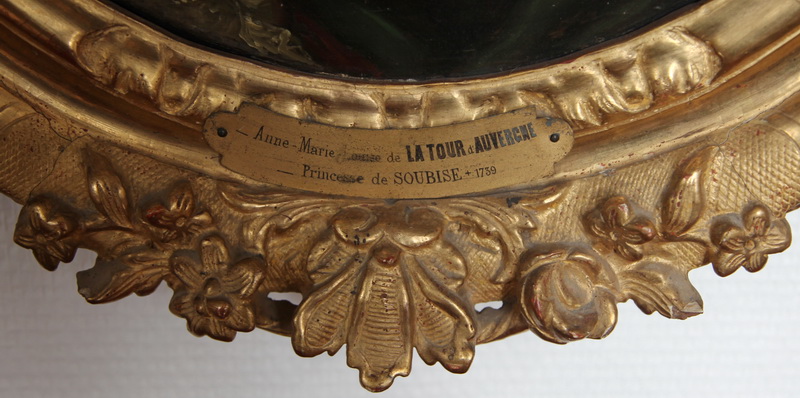 — Anne-Marie Louise de LA TOUR d'AUVERGNE
— Princesse de SOUBISE + 1739